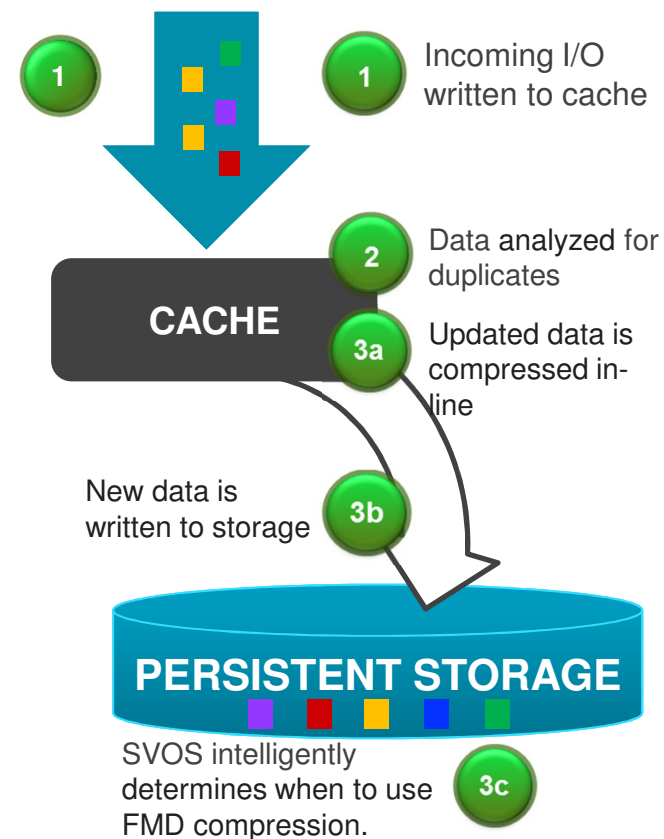 1
1
Incoming I/O
written to cache
2
Data analyzed for
duplicates
CACHE
3a
Updated data is
compressed in-
line
New data is
written to storage
3b
PERSISTENT STORAGE
SVOS intelligently
determines when to use
FMD compression.
3c